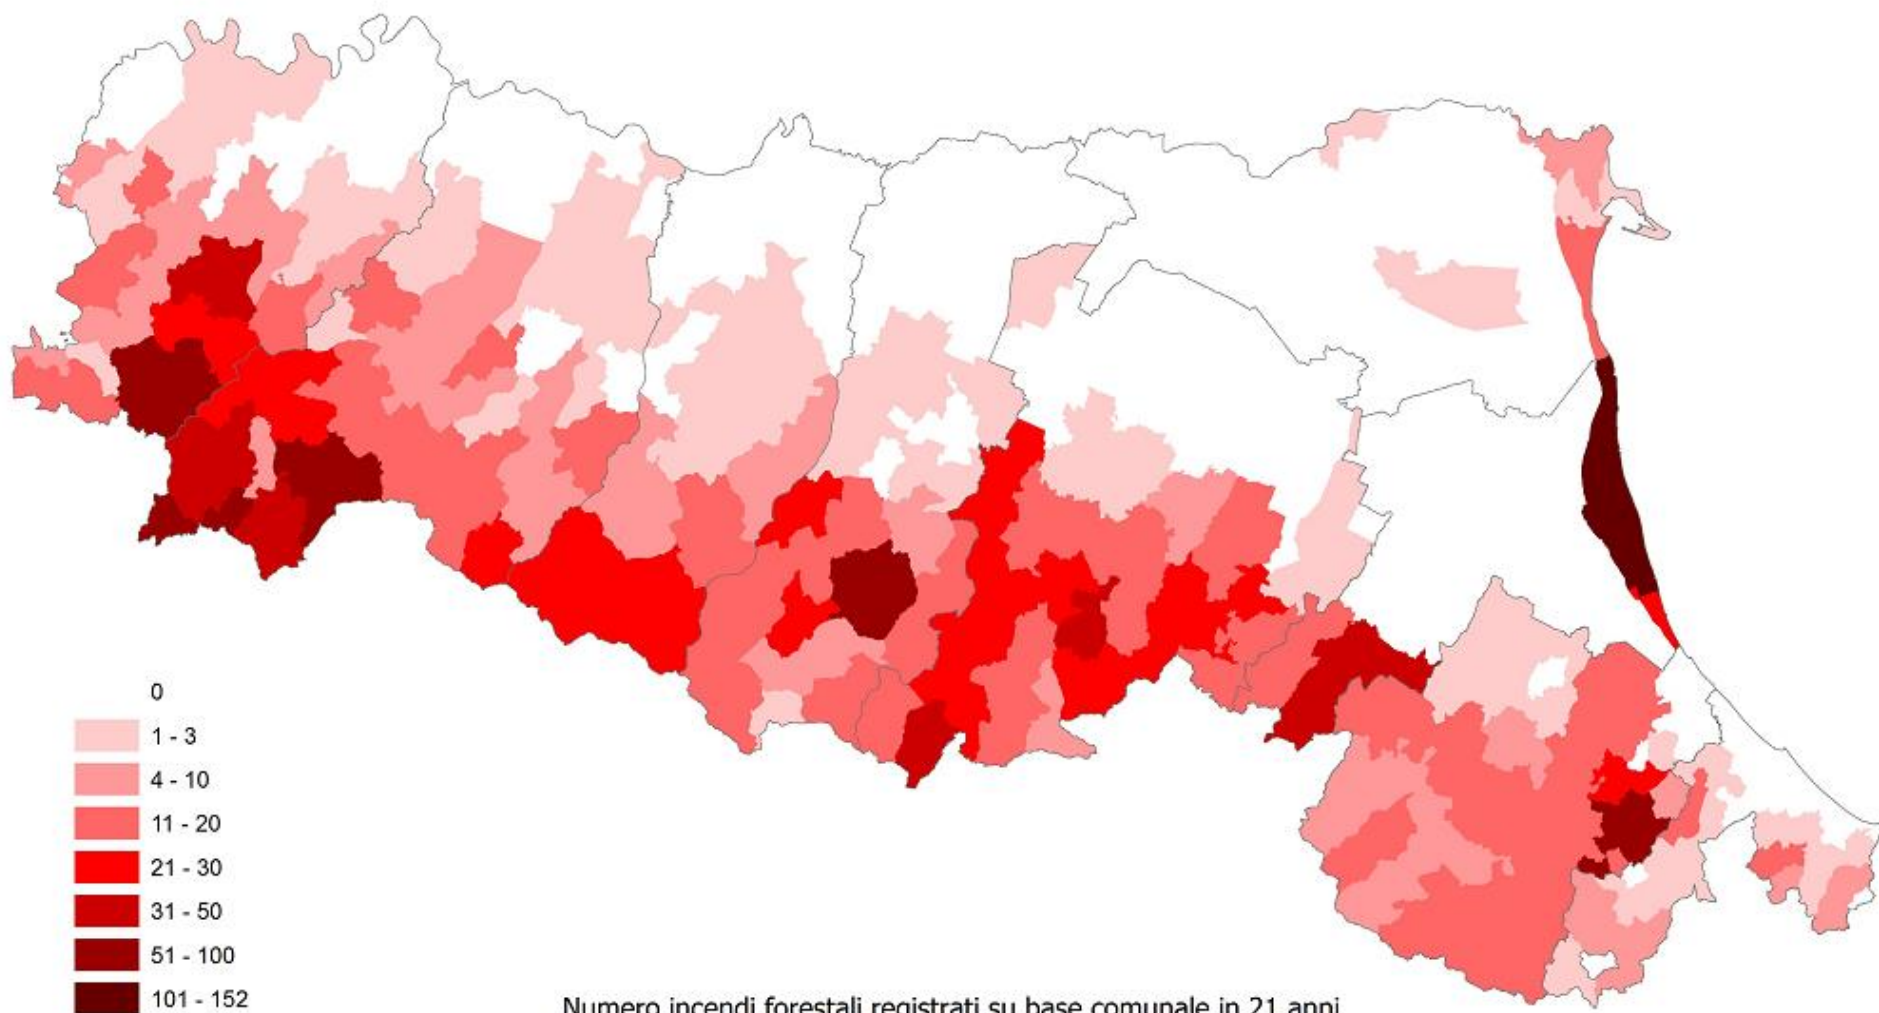 0
1 - 3
4 - 10
11 - 20
21 - 30
31 - 50
51 - 100
101 - 152
Numero incendi forestali registrati su base comunale in 21 anni